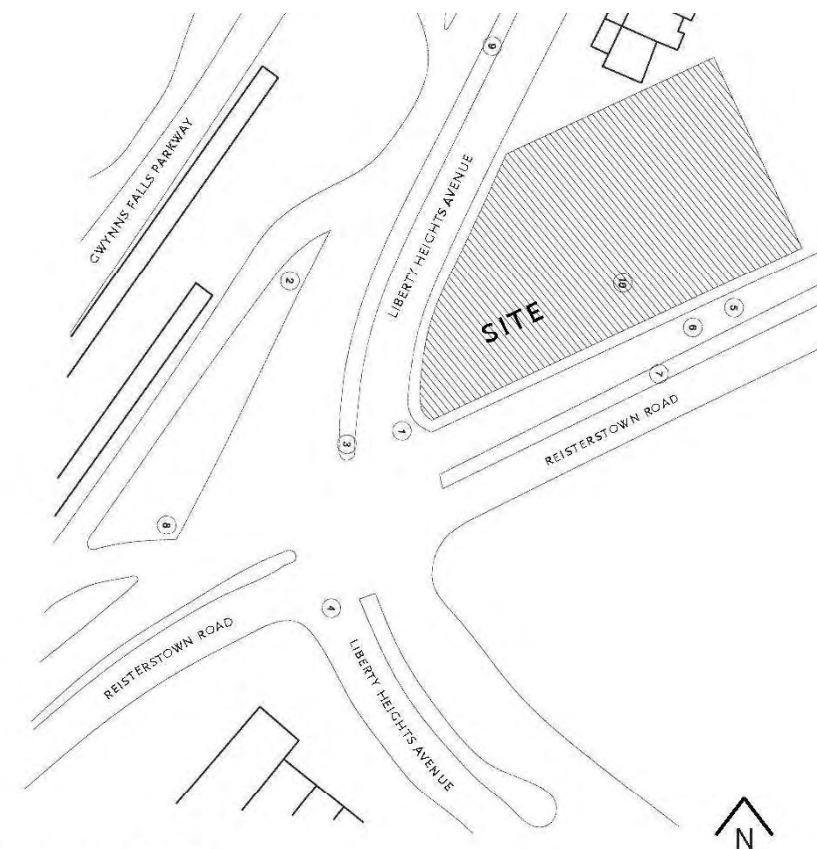 9
GWYNNS FALLS PARKWAY
LIBERTY HEIGHTS AVENUE
2
10
SITE
5
6
7
1
3
REISTERSTOWN ROAD
8
4
REISTERSTOWN ROAD
LIBERTY HEIGHTS AVENUE
N